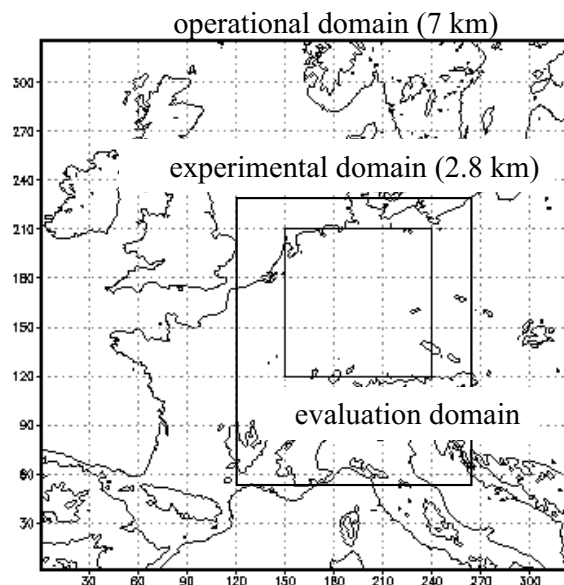 operational domain (7 km)
300
270
experimental domain (2.8 km)
240
210
180
150
120
90
evaluation domain
60
30
30 60 90 120 150 180 210 240 270 300